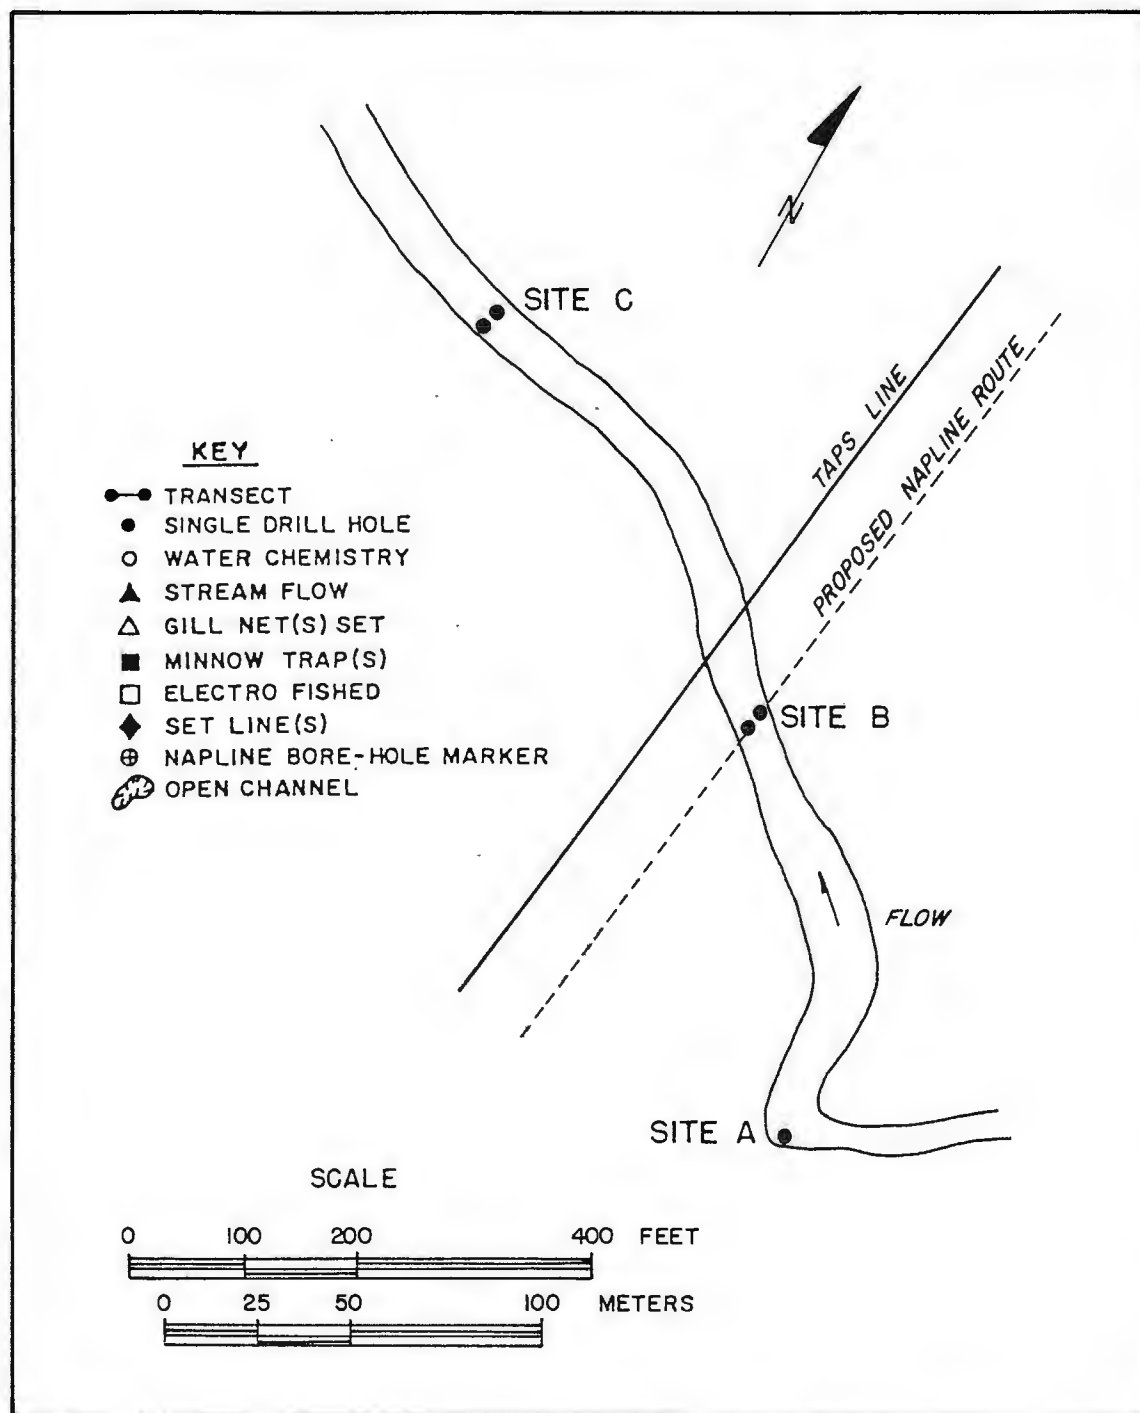 N
SITE C
TAPS LINE
PROPOSED NAPLINE ROUTE
KEY
TRANSECT
SINGLE DRILL HOLE
WATER CHEMISTRY
STREAM FLOW
GILL NET(S) SET
MINNOW TRAP(S)
ELECTRO FISHED
SET LINE(S)
NAPLINE BORE-HOLE MARKER
OPEN CHANNEL
SITE B
FLOW
SITE A
SCALE
0 100 200 400 FEET
0 25 50 100 METERS